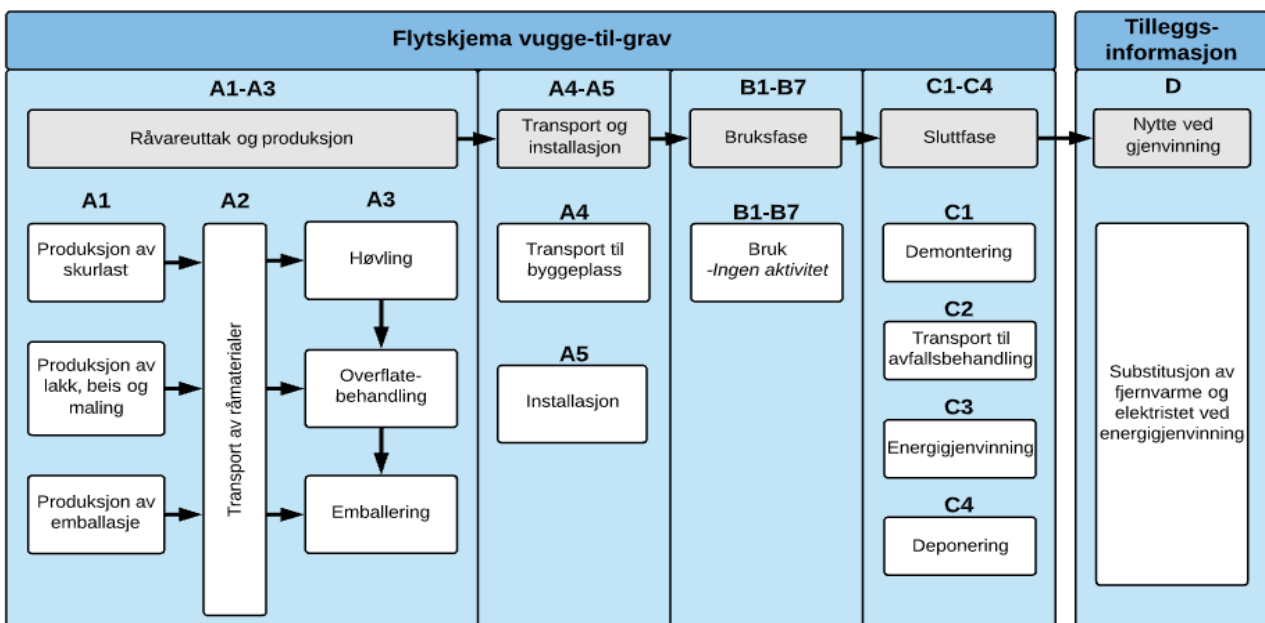 Flytskjema vugge-til-grav
Tilleggs-
informasjon
A1-A3
Råvareuttak og produksjon
A4-A5
Transport og
installasjon
B1-B7
Bruksfase
C1-C4
Sluttfase
D
Nytte ved
gjenvinning
A1
Produksjon av
skurlast
Produksjon av
lakk, beis og
maling
Produksjon av
emballasje
A2
Transport av råmaterialer
A3
Høvling
Overflate-
behandling
Emballering
A4
Transport til
byggeplass
A5
Installasjon
B1-B7
Bruk
-Ingen aktivitet
C1
Demontering
C2
Transport til
avfallsbehandling
C3
Energigjenvinning
C4
Deponering
Substitusjon av
fjernvarme og
elektristet ved
energigjenvinning